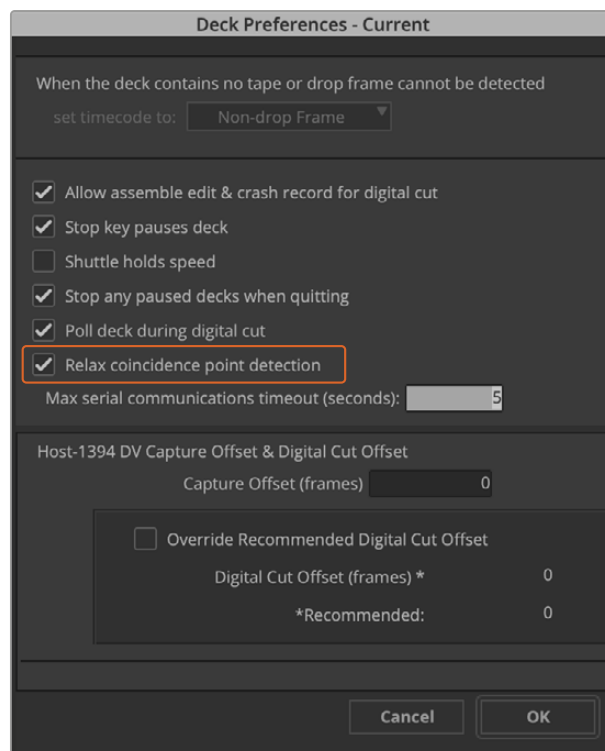 Deck Preferences - Current
When the deck contains no tape or drop frame cannot be detected
set timecode to: Non-drop Frame
Allow assemble edit & crash record for digital cut
Stop key pauses deck
Shuttle holds speed
Stop any paused decks when quitting
Poll deck during digital cut
Relax coincidence point detection
Max serial communications timeout (seconds): 5
Host-1394 DV Capture Offset & Digital Cut Offset
Capture Offset (frames) 0
Override Recommended Digital Cut Offset
Digital Cut Offset (frames) * 0
*Recommended: 0
Cancel OK